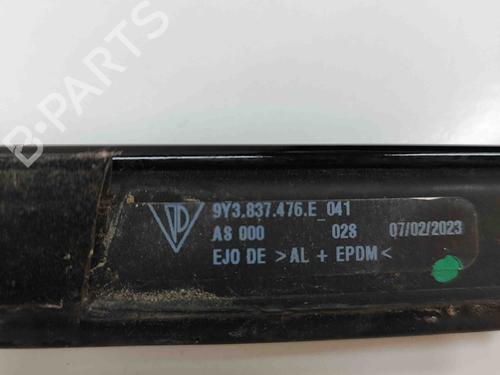 9Y3.837.476.E_041
A8 000 028 07/02/2023
EJO DE >AL + EPDM<
B-PARTS